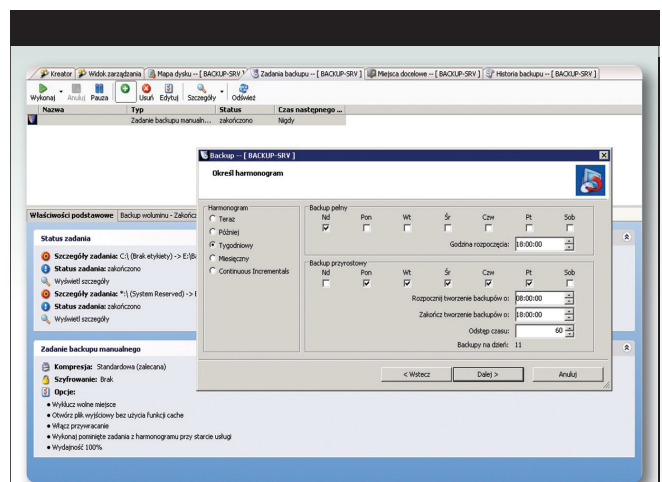 Kreator Widok zarządzania Mapa dysku -- [ BACKUP-SRV ] Zadania backupu -- [ BACKUP-SRV ] Miejsca docelowe -- [ BACKUP-SRV ] Historia backupu -- [ BACKUP-SRV ]
Wykonaj Anuluj Pauza Usuń Edytuj Szczegóły Odśwież
Nazwa Typ Status Czas następnego ...
Zadanie backupu manualn... zakończono Nigdy
Backup -- [ BACKUP-SRV ]
Określ harmonogram
Harmonogram
Teraz
Później
Tygodniowy
Miesięczny
Continuous Incrementals
Backup pełny
Nd Pon Wt Śr Czw Pt Sob
Godzina rozpoczęcia: 18:00:00
Backup przyrostowy
Nd Pon Wt Śr Czw Pt Sob
Rozpocznij tworzenie backupów o: 08:00:00
Zakończ tworzenie backupów o: 18:00:00
Odstęp czasu: 60
Backupy na dzień: 11
< Wstecz Dalej > Anuluj
Właściwości podstawowe Backup woluminu - Zakończ
Status zadania
Szczegóły zadania: C:\ (Brak etykiety) -> E:\Ba
Status zadania: zakończono
Wyświetl szczegóły
Szczegóły zadania: *:\ (System Reserved) -> E
Status zadania: zakończono
Wyświetl szczegóły
Zadanie backupu manualnego
Kompresja: Standardowa (zalecana)
Szyfrowanie: Brak
Opcje:
• Wyklucz wolne miejsce
• Otwórz plik wyjściowy bez użycia funkcji cache
• Włącz przywracanie
• Wykonaj pominięte zadania z harmonogramu przy starcie usługi
• Wydajność 100%